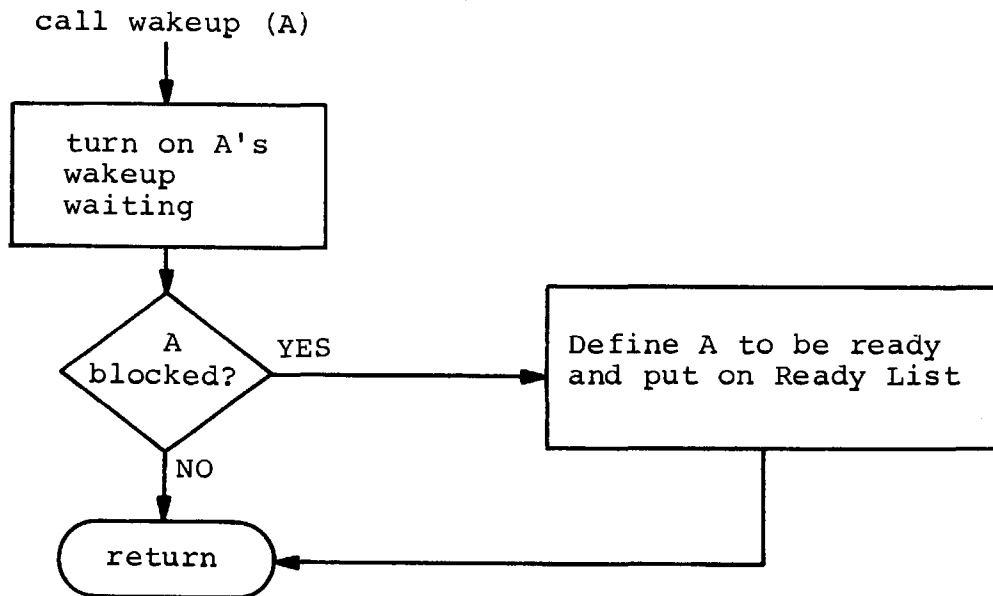 call wakeup (A)
turn on A's
wakeup
waiting
A
blocked?
YES
Define A to be ready
and put on Ready List
NO
return